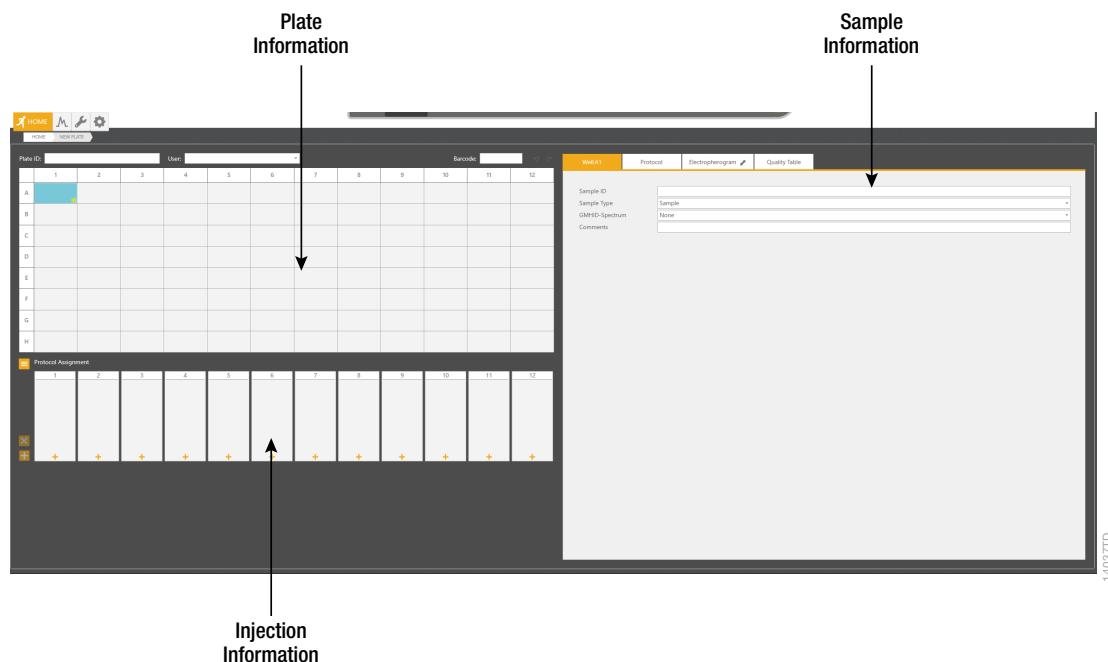 Plate
Information
Sample
Information
HOME
HOME NEW PLATE
Plate ID: User: Barcode:
1 2 3 4 5 6 7 8 9 10 11 12
A
B
C
D
E
F
G
H
Protocol Assignment
1 2 3 4 5 6 7 8 9 10 11 12
+ + + + + + + + + + + +
Well A1 Protocol Electropherogram Quality Table
Sample ID
Sample Type Sample
GMHID-Spectrum None
Comments
14037TD
Injection
Information